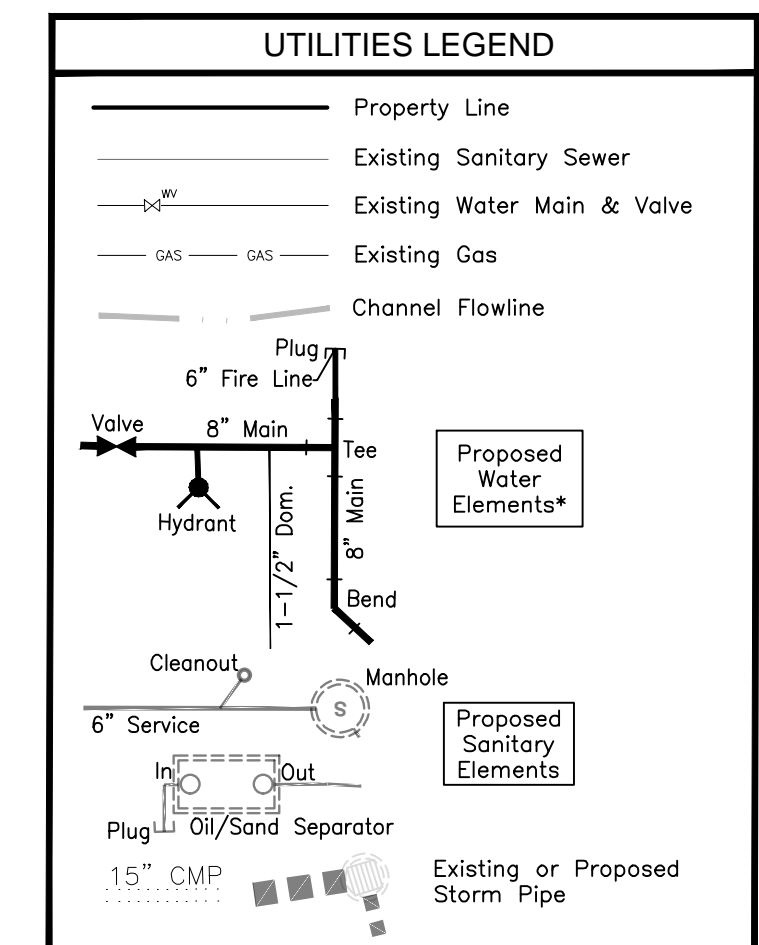 UTILITIES LEGEND
Property Line
Existing Sanitary Sewer
WV
Existing Water Main & Valve
GAS GAS
Existing Gas
Channel Flowline
Plug
6" Fire Line
Valve
8" Main
Tee
Hydrant
1-1/2" Dom.
8" Main
Bend
Proposed
Water
Elements*
Cleanout
Manhole
S
6" Service
Proposed
Sanitary
Elements
In
Out
Plug
Oil/Sand Separator
15" CMP
Existing or Proposed
Storm Pipe